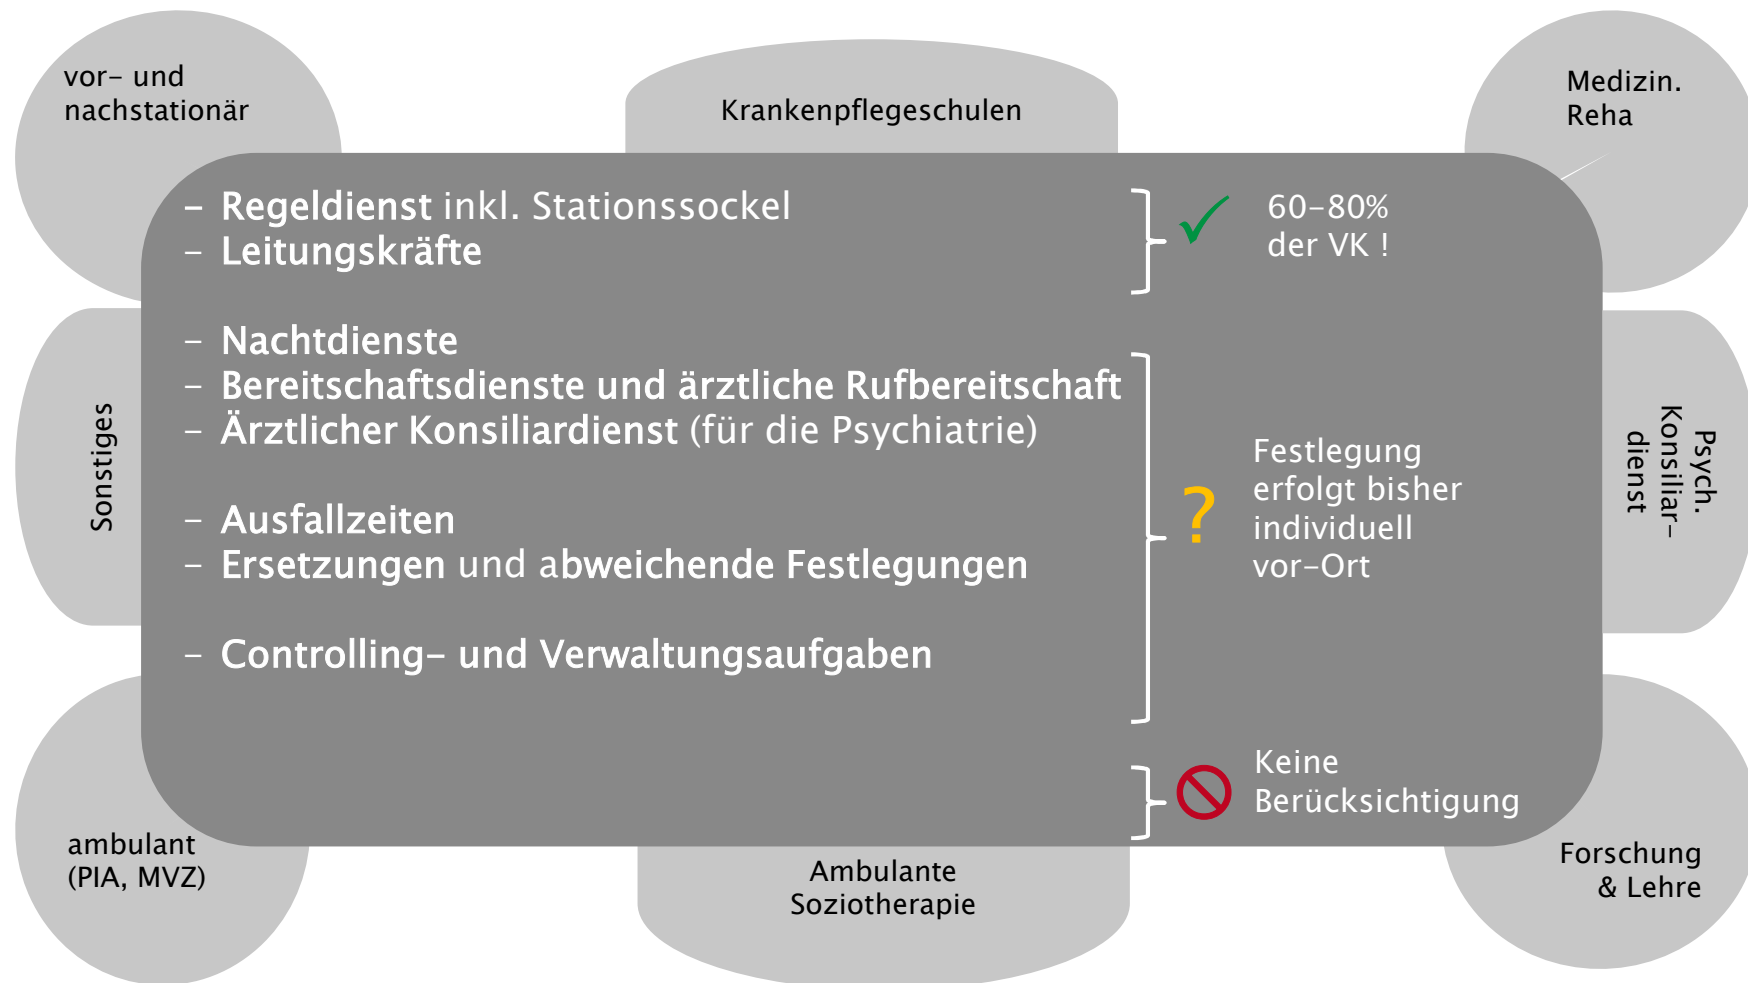 vor- und
nachstationär
Krankenpflegeschulen
Medizin.
Reha
- Regeldienst inkl. Stationssockel
- Leitungskräfte
60-80%
der VK !
- Nachtdienste
- Bereitschaftsdienste und ärztliche Rufbereitschaft
- Ärztlicher Konsiliardienst (für die Psychiatrie)
- Ausfallzeiten
- Ersetzungen und abweichende Festlegungen
- Controlling- und Verwaltungsaufgaben
?
Festlegung
erfolgt bisher
individuell
vor-Ort
Keine
Berücksichtigung
Sonstiges
Psych.
Konsiliar-
dienst
ambulant
(PIA, MVZ)
Ambulante
Soziotherapie
Forschung
& Lehre